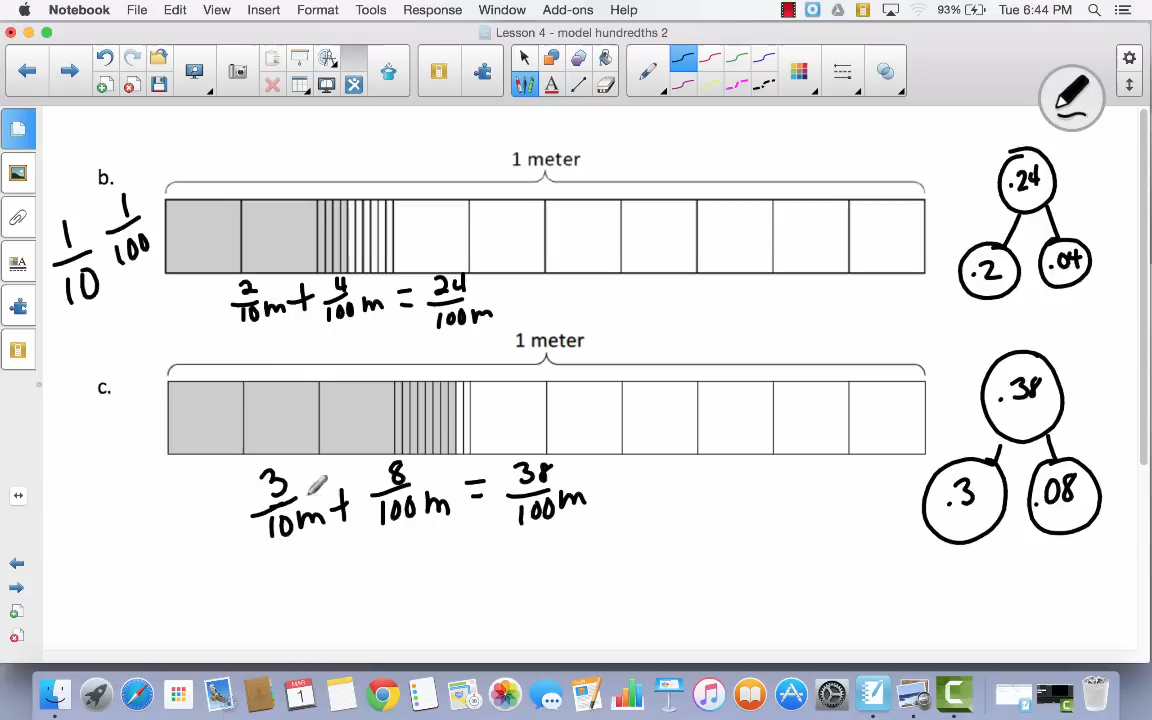 Notebook File Edit View Insert Format Tools Response Window Add-ons Help 93% Tue 6:44 PM
Lesson 4 - model hundredths 2
1 meter
b.
1/10 1/100
2/10 m + 4/100 m = 24/100 m
.24
.2 .04
1 meter
c.
3/10 m + 8/100 m = 38/100 m
.38
.3 .08